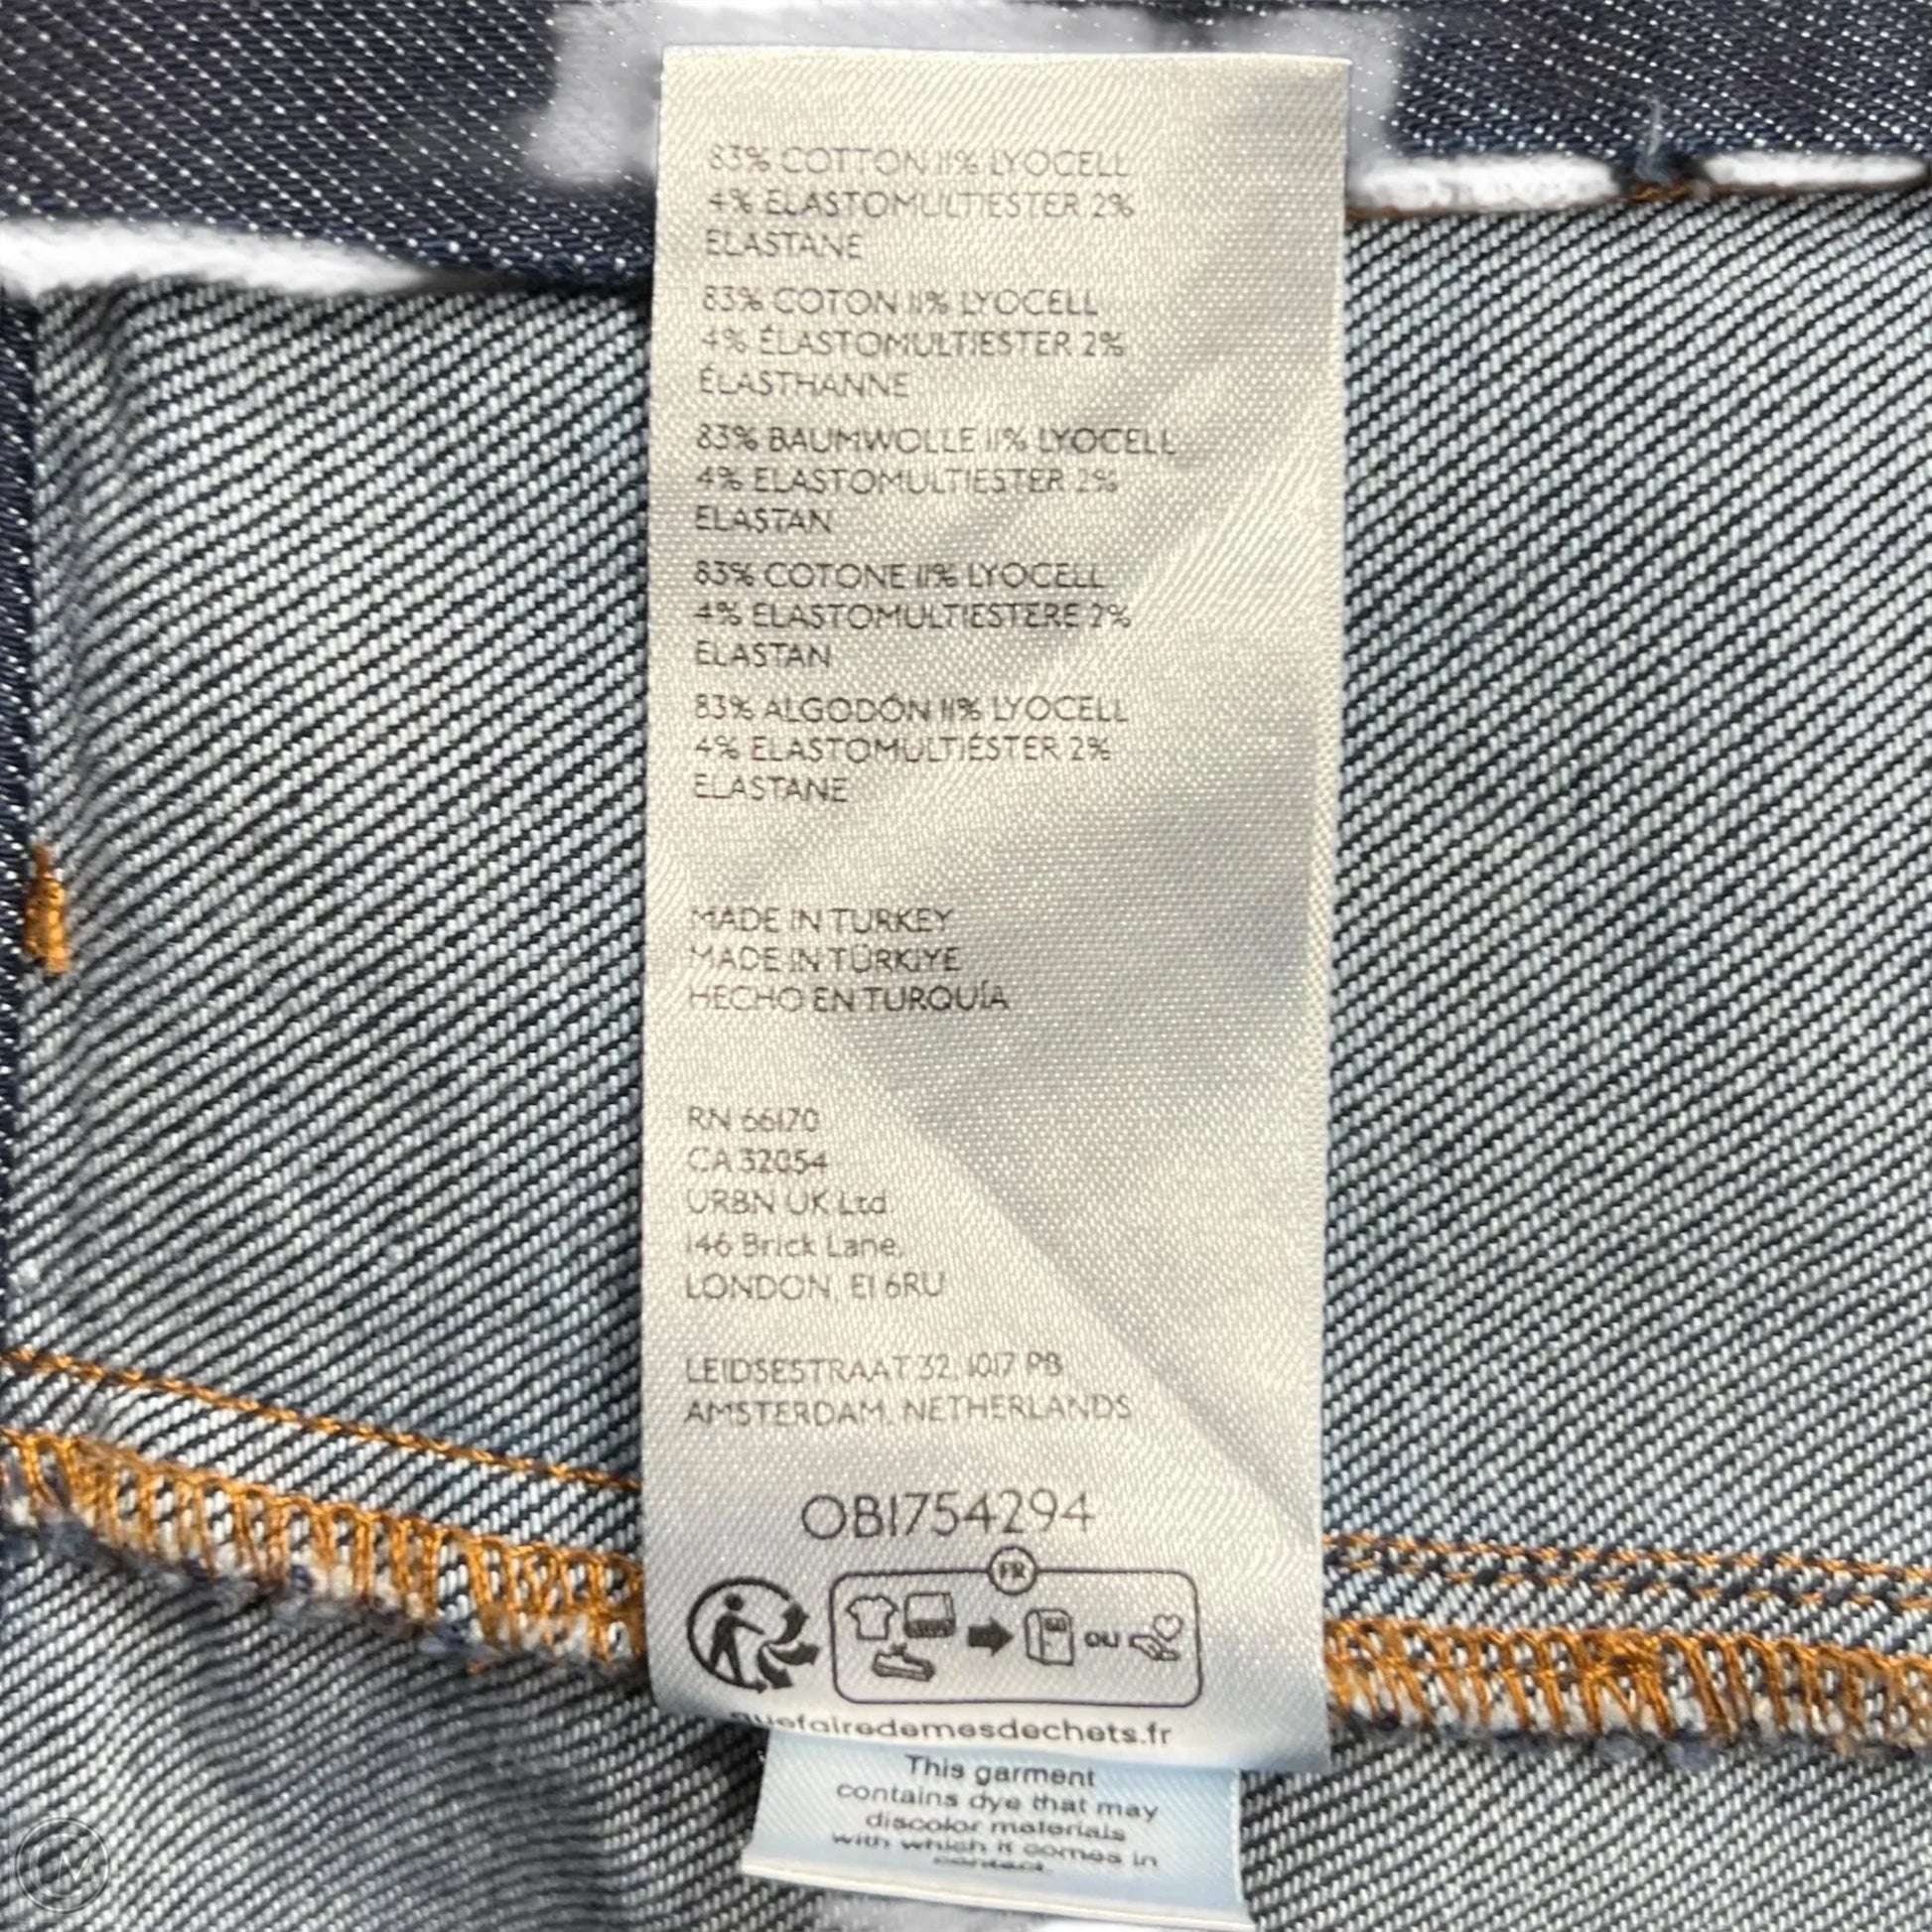 83% COTTON 11% LYOCELL
4% ELASTOMULTIESTER 2%
ELASTANE
83% COTON 11% LYOCELL
4% ÉLASTOMULTIESTER 2%
ÉLASTHANNE
83% BAUMWOLLE 11% LYOCELL
4% ELASTOMULTIESTER 2%
ELASTAN
83% COTONE 11% LYOCELL
4% ELASTOMULTIESTERE 2%
ELASTAN
83% ALGODÓN 11% LYOCELL
4% ELASTOMULTIÉSTER 2%
ELASTANE
MADE IN TURKEY
MADE IN TÜRKIYE
HECHO EN TURQUÍA
RN 66170
CA 32054
URBN UK Ltd
146 Brick Lane,
LONDON, E1 6RU
LEIDSESTRAAT 32, 1017 PB
AMSTERDAM, NETHERLANDS
OB1754294
FR
OU
quefairedemesdechets.fr
This garment
contains dye that may
discolor materials
with which it comes in
contact.
CM